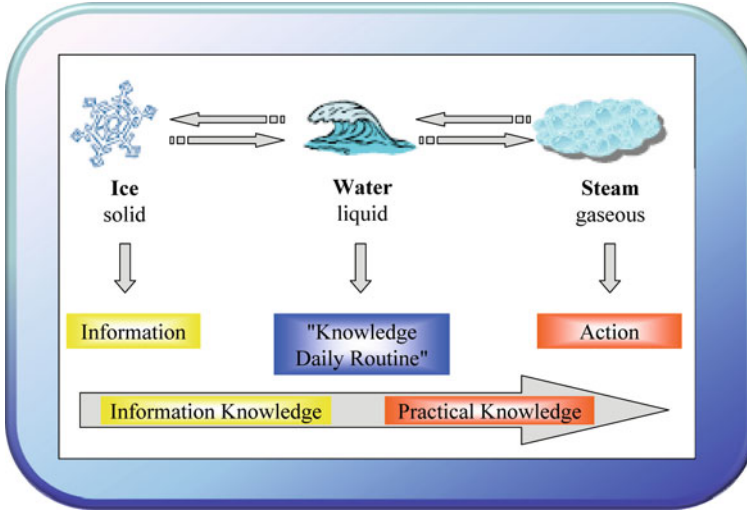 Ice
solid
Water
liquid
Steam
gaseous
Information
"Knowledge
Daily Routine"
Action
Information Knowledge
Practical Knowledge